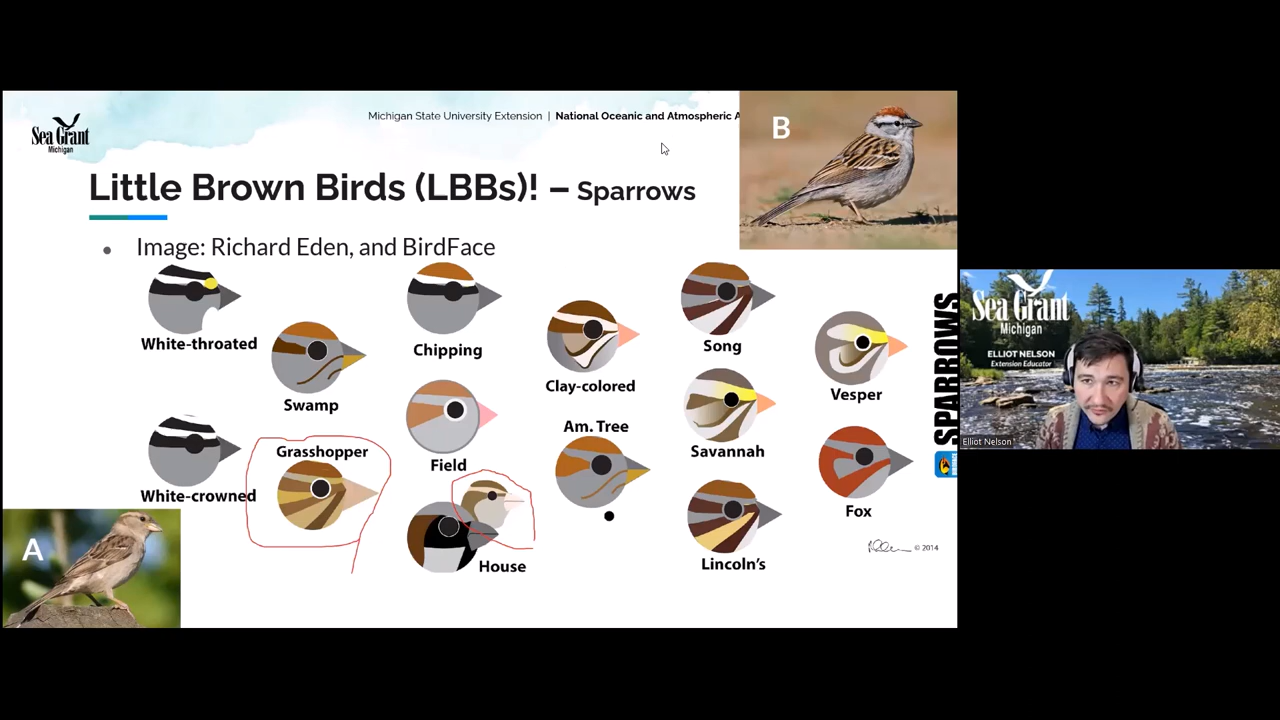 Sea Grant
Michigan
Michigan State University Extension | National Oceanic and Atmospheric A
B
Little Brown Birds (LBBs)! – Sparrows
• Image: Richard Eden, and BirdFace
White-throated
Chipping
Song
Swamp
Clay-colored
Vesper
Am. Tree
Grasshopper
Field
Savannah
White-crowned
Fox
House
Lincoln's
© 2014
A
SPARROWS
Sea Grant
Michigan
ELLIOT NELSON
Extension Educator
Elliot Nelson